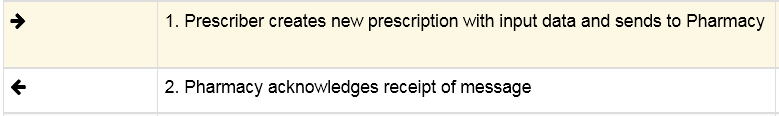 1. Prescriber creates new prescription with input data and sends to Pharmacy
2. Pharmacy acknowledges receipt of message